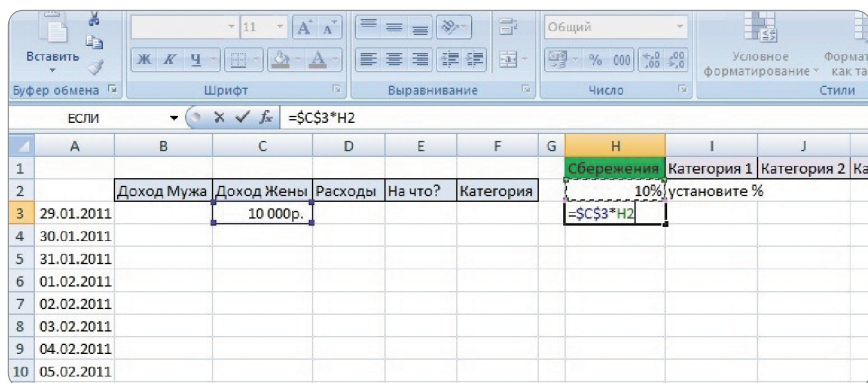 11
Общий
Вставить
Ж К Ч
% 000
Условное форматирование
Формат как та
Буфер обмена
Шрифт
Выравнивание
Число
Стили
ЕСЛИ
fx
=$C$3*H2
A B C D E F G H I J
1 Сбережения Категория 1 Категория 2 Ка
2 Доход Мужа Доход Жены Расходы На что? Категория 10% установите %
3 29.01.2011 10 000р. =$C$3*H2
4 30.01.2011
5 31.01.2011
6 01.02.2011
7 02.02.2011
8 03.02.2011
9 04.02.2011
10 05.02.2011